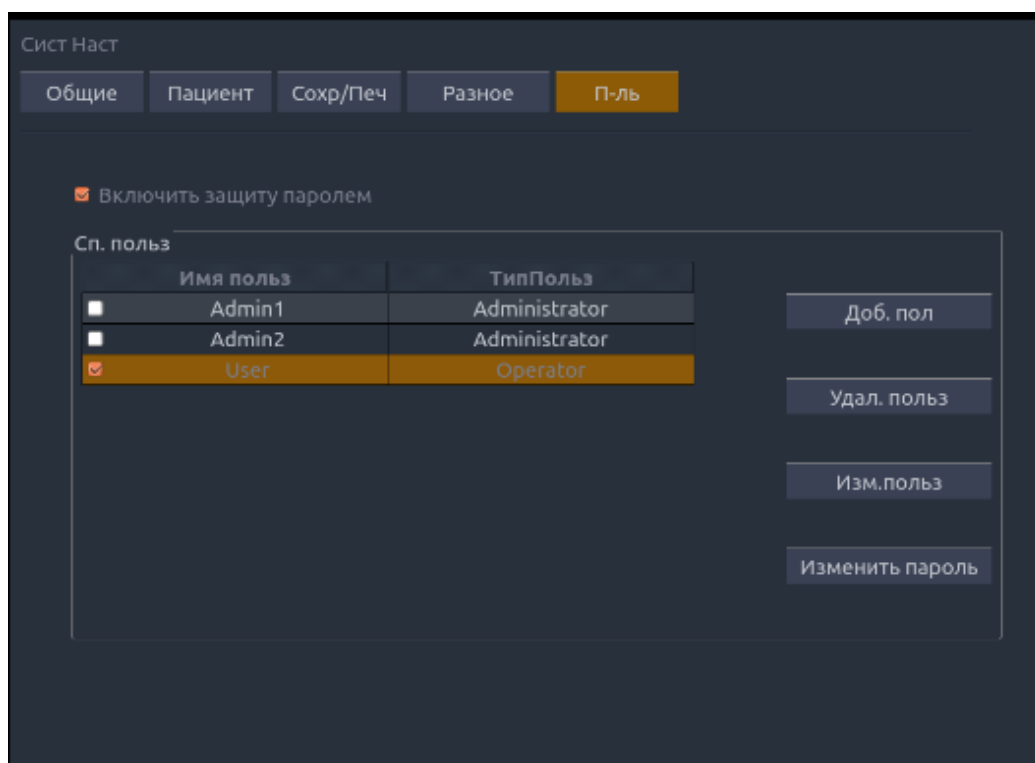 Сист Наст
Общие Пациент Сохр/Печ Разное П-ль
Включить защиту паролем
Сп. польз
Имя польз ТипПольз
Admin1 Administrator
Admin2 Administrator
User Operator
Доб. пол
Удал. польз
Изм.польз
Изменить пароль